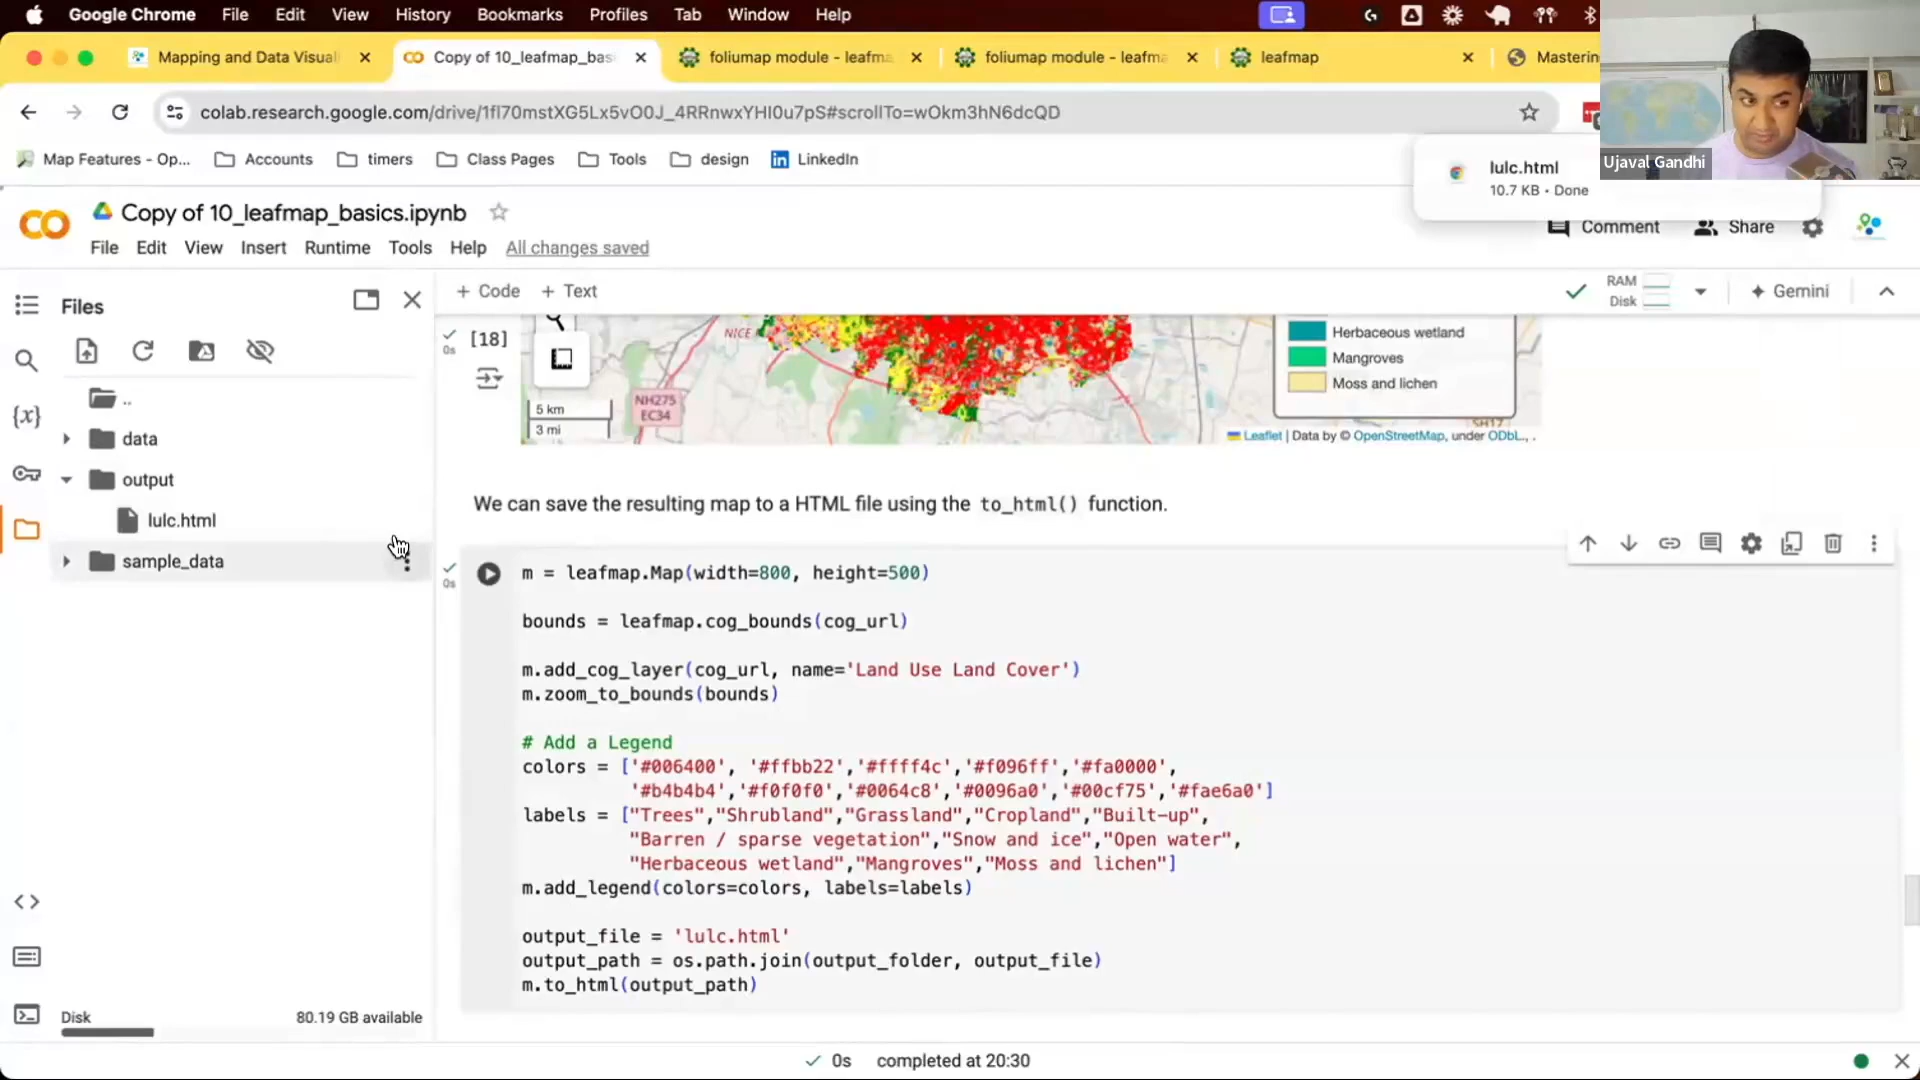 Google Chrome File Edit View History Bookmarks Profiles Tab Window Help
Mapping and Data Visual
Copy of 10_leafmap_bas
foliumap module - leafma
foliumap module - leafma
leafmap
Masterin
colab.research.google.com/drive/1fl70mstXG5Lx5vO0J_4RRnwxYHI0u7pS#scrollTo=wOkm3hN6dcQD
Map Features - Op...
Accounts
timers
Class Pages
Tools
design
LinkedIn
Ujaval Gandhi
lulc.html
10.7 KB • Done
Copy of 10_leafmap_basics.ipynb
File Edit View Insert Runtime Tools Help All changes saved
Comment
Share
Files
+ Code + Text
RAM
Disk
Gemini
..
data
output
lulc.html
sample_data
Disk
80.19 GB available
[18]
0s
NICE
NH275
EC34
5 km
3 mi
Herbaceous wetland
Mangroves
Moss and lichen
SH17
Leaflet | Data by © OpenStreetMap, under ODbL., .
We can save the resulting map to a HTML file using the to_html() function.
0s
m = leafmap.Map(width=800, height=500)
bounds = leafmap.cog_bounds(cog_url)
m.add_cog_layer(cog_url, name='Land Use Land Cover')
m.zoom_to_bounds(bounds)
# Add a Legend
colors = ['#006400', '#ffbb22','#ffff4c','#f096ff','#fa0000',
'#b4b4b4','#f0f0f0','#0064c8','#0096a0','#00cf75','#fae6a0']
labels = ["Trees","Shrubland","Grassland","Cropland","Built-up",
"Barren / sparse vegetation","Snow and ice","Open water",
"Herbaceous wetland","Mangroves","Moss and lichen"]
m.add_legend(colors=colors, labels=labels)
output_file = 'lulc.html'
output_path = os.path.join(output_folder, output_file)
m.to_html(output_path)
0s completed at 20:30